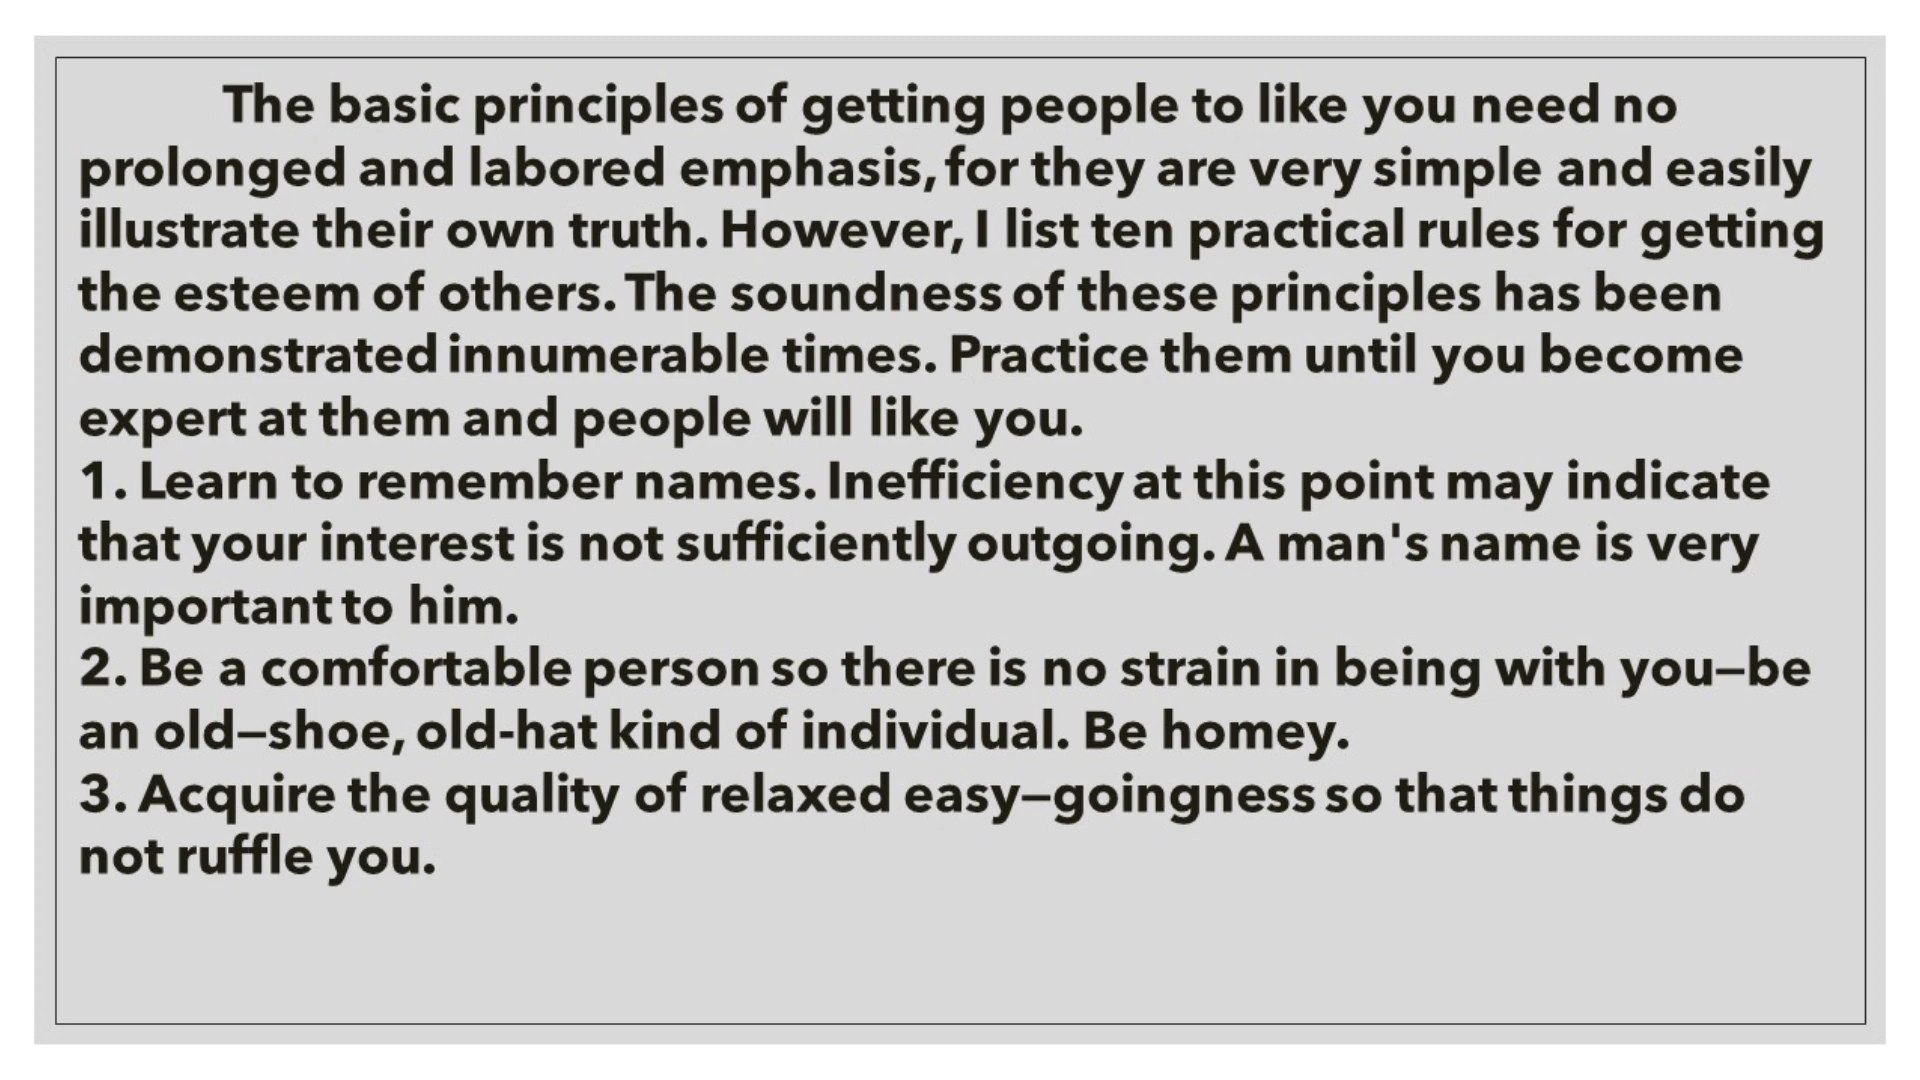 The basic principles of getting people to like you need no
prolonged and labored emphasis, for they are very simple and easily
illustrate their own truth. However, I list ten practical rules for getting
the esteem of others. The soundness of these principles has been
demonstrated innumerable times. Practice them until you become
expert at them and people will like you.
1. Learn to remember names. Inefficiency at this point may indicate
that your interest is not sufficiently outgoing. A man's name is very
important to him.
2. Be a comfortable person so there is no strain in being with you—be
an old—shoe, old-hat kind of individual. Be homey.
3. Acquire the quality of relaxed easy—goingness so that things do
not ruffle you.